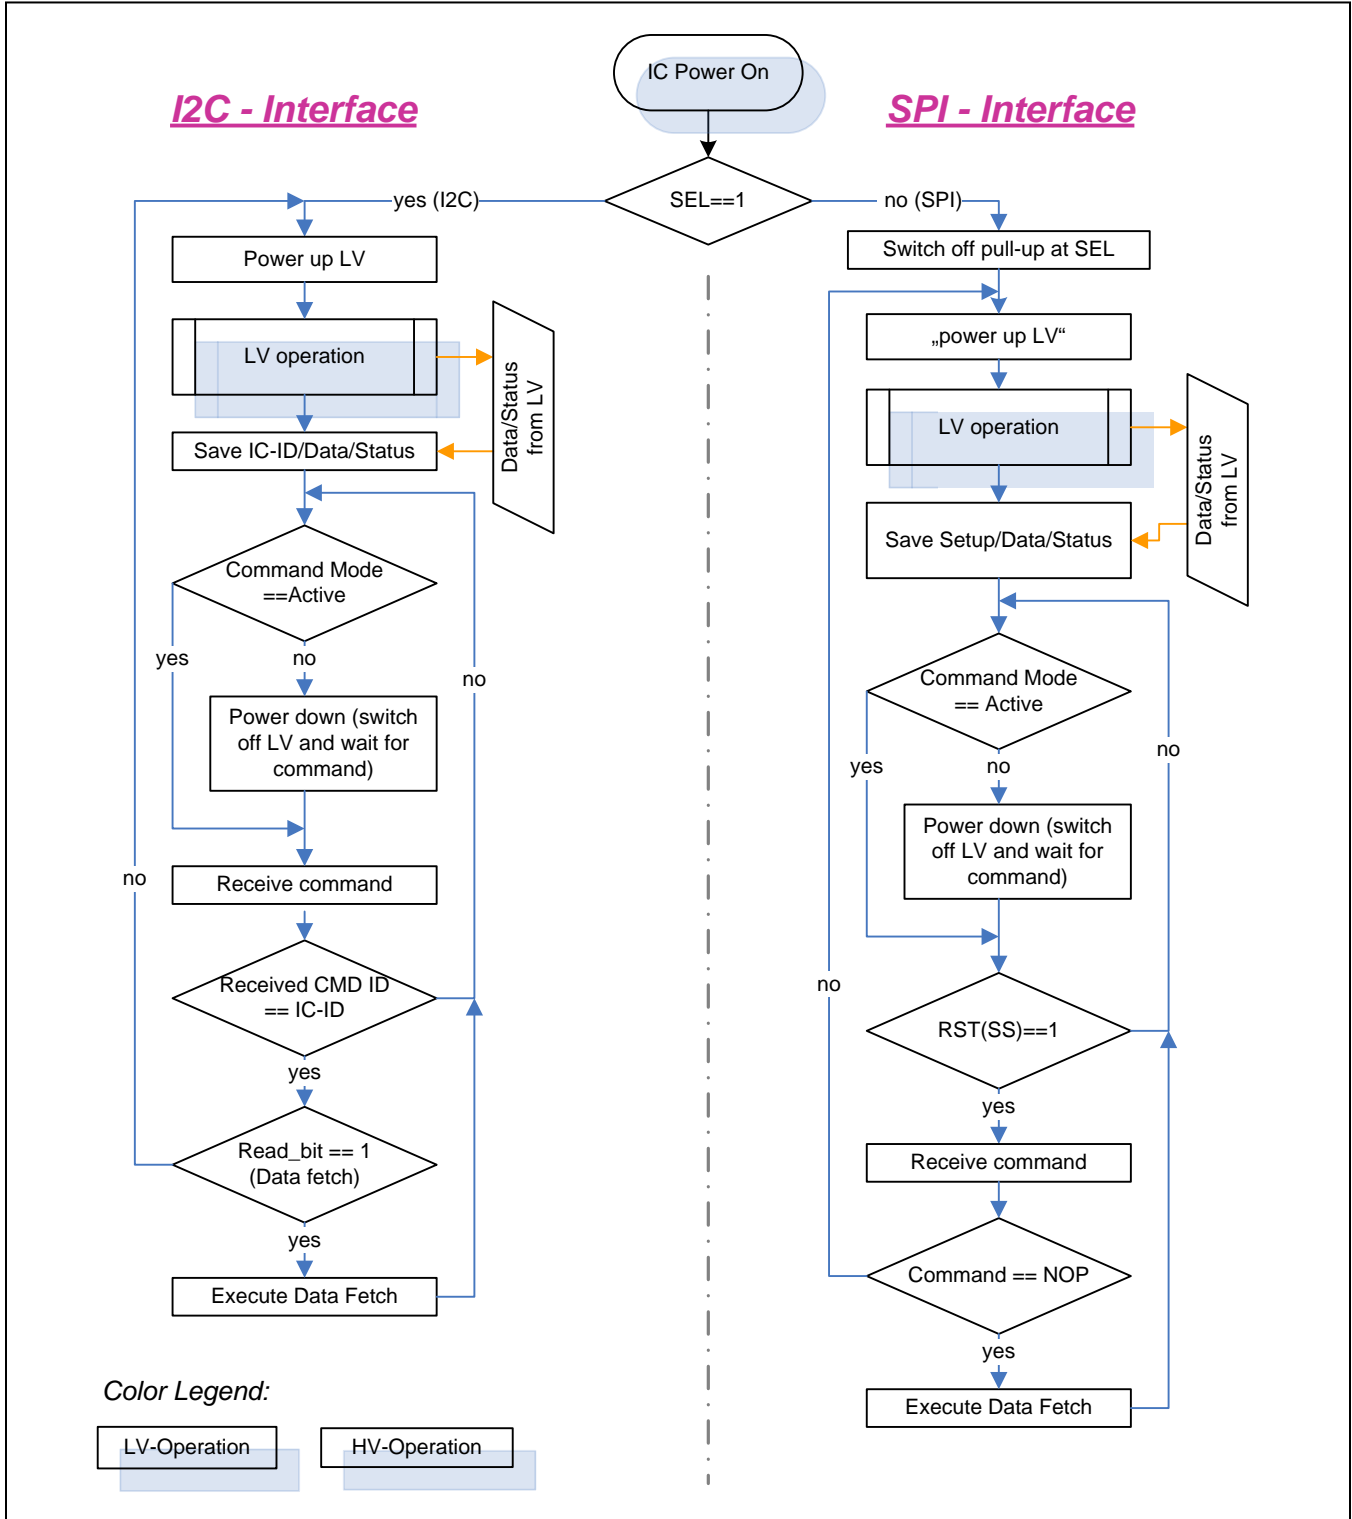 IC Power On
I2C - Interface
SPI - Interface
SEL==1
yes (I2C)
no (SPI)
Power up LV
LV operation
Data/Status
from LV
Save IC-ID/Data/Status
Command Mode
==Active
yes
no
no
Power down (switch
off LV and wait for
command)
no
Receive command
Received CMD ID
== IC-ID
yes
Read_bit == 1
(Data fetch)
yes
Execute Data Fetch
Switch off pull-up at SEL
„power up LV“
LV operation
Data/Status
from LV
Save Setup/Data/Status
Command Mode
== Active
yes
no
no
Power down (switch
off LV and wait for
command)
no
RST(SS)==1
yes
Receive command
Command == NOP
yes
Execute Data Fetch
Color Legend:
LV-Operation
HV-Operation